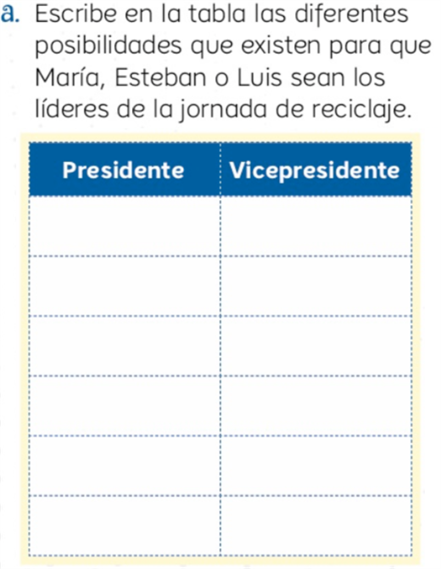 a. Escribe en la tabla las diferentes
posibilidades que existen para que
María, Esteban o Luis sean los
líderes de la jornada de reciclaje.
Presidente Vicepresidente